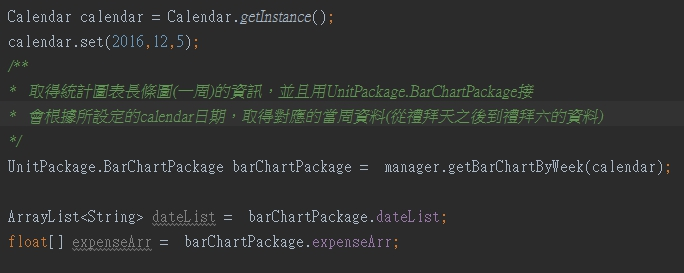 Calendar calendar = Calendar.getInstance();
calendar.set(2016,12,5);
/**
* 取得統計圖表長條圖(一周)的資訊，並且用UnitPackage.BarChartPackage接
* 會根據所設定的calendar日期，取得對應的當周資料(從禮拜天之後到禮拜六的資料)
*/
UnitPackage.BarChartPackage barChartPackage = manager.getBarChartByWeek(calendar);
ArrayList<String> dateList = barChartPackage.dateList;
float[] expenseArr = barChartPackage.expenseArr;